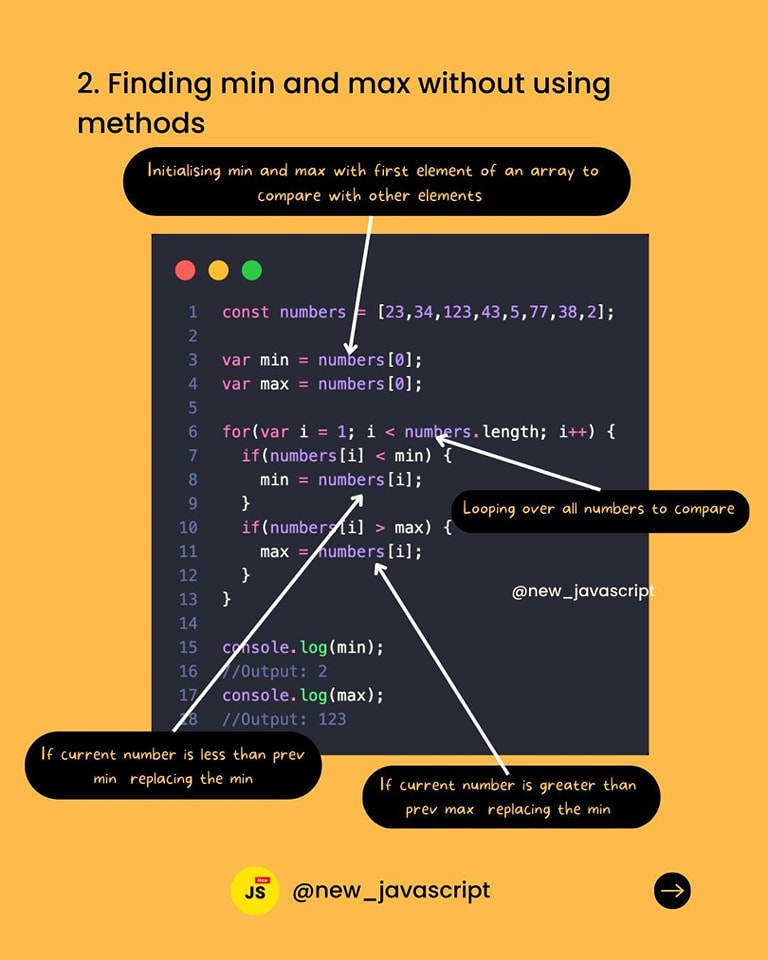 2. Finding min and max without using
methods
Initialising min and max with first element of an array to
compare with other elements
1 const numbers = [23,34,123,43,5,77,38,2];
2
3 var min = numbers[0];
4 var max = numbers[0];
5
6 for(var i = 1; i < numbers.length; i++) {
7 if(numbers[i] < min) {
8 min = numbers[i];
9 }
10 if(numbers[i] > max) {
11 max = numbers[i];
12 }
13 }
14
15 console.log(min);
16 //Output: 2
17 console.log(max);
18 //Output: 123
Looping over all numbers to compare
@new_javascript
If current number is less than prev
min replacing the min
If current number is greater than
prev max replacing the min
New
JS
@new_javascript